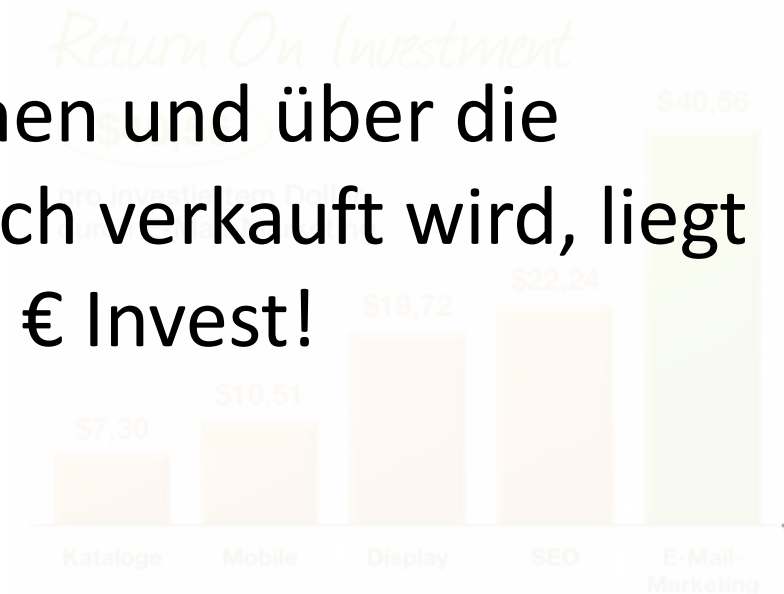 Return On Investment
$40,56
nen und über die
pro investiertem Dollar
ch verkauft wird, liegt
$22,24
$19,72
€ Invest!
$10,51
$7,30
Kataloge Mobile Display SEO E-Mail-
Marketing